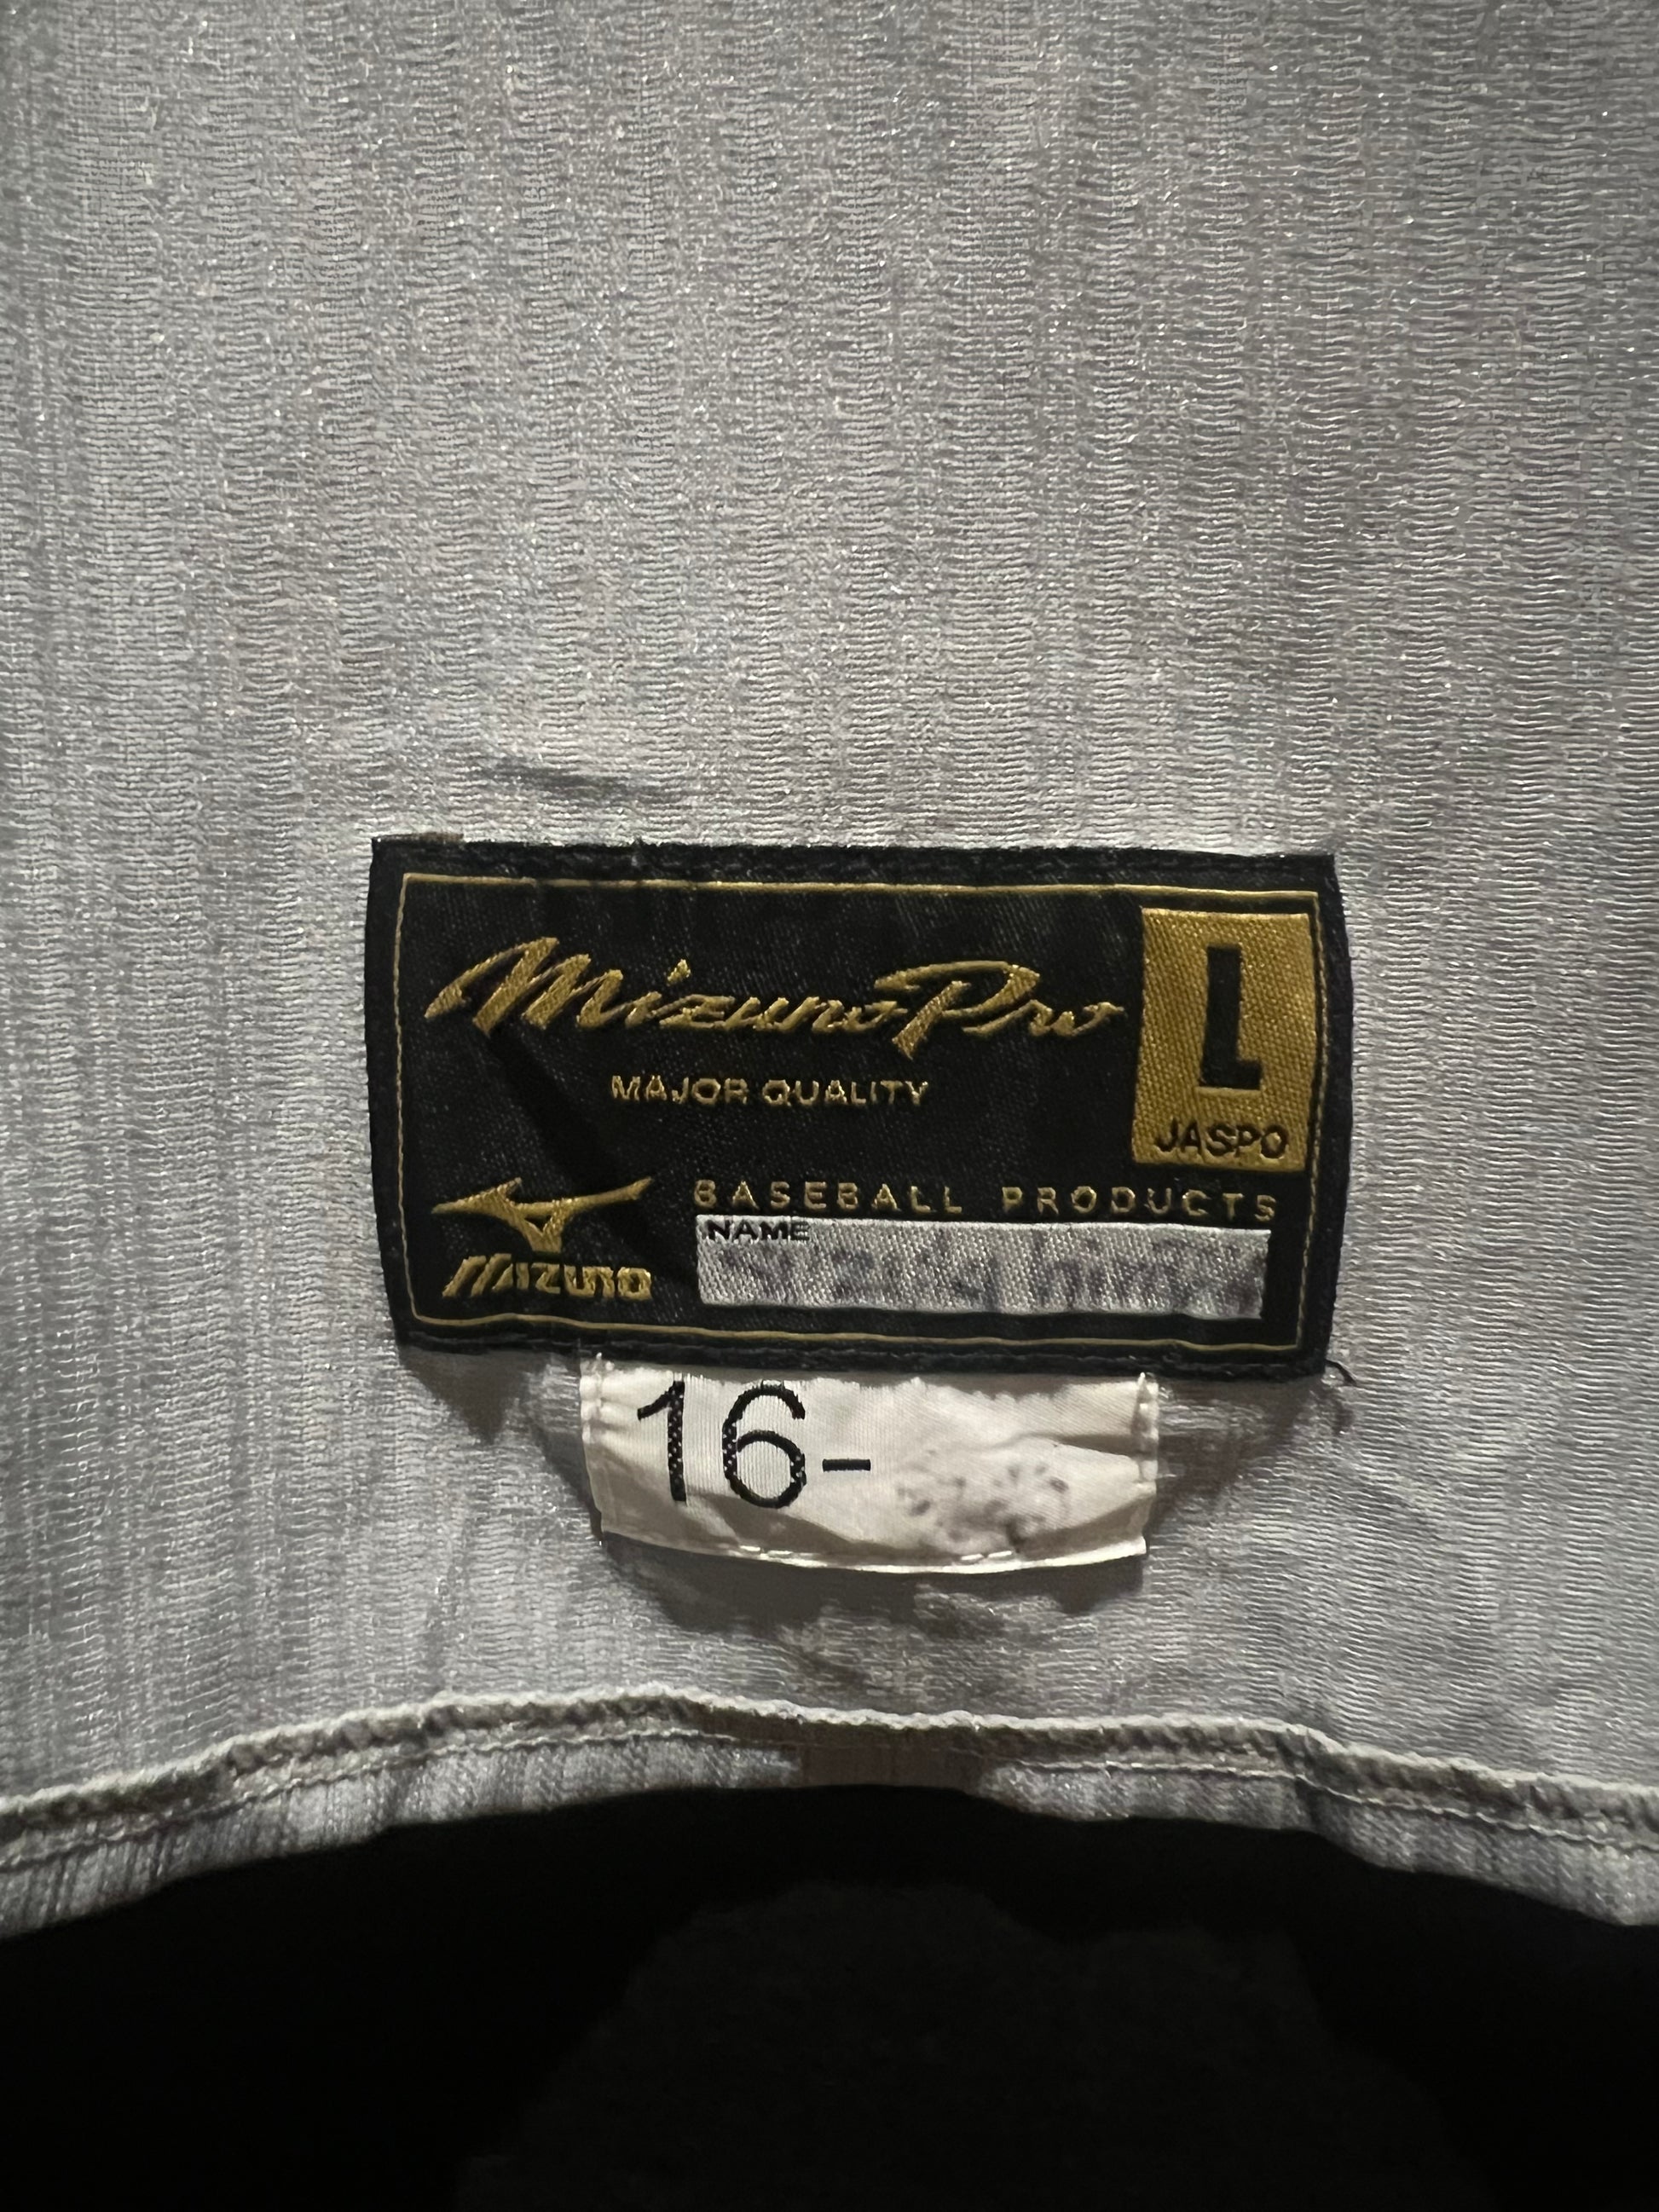 Mizuno Pro
L
MAJOR QUALITY
JASPO
BASEBALL PRODUCTS
MIZUNO
NAME
16-